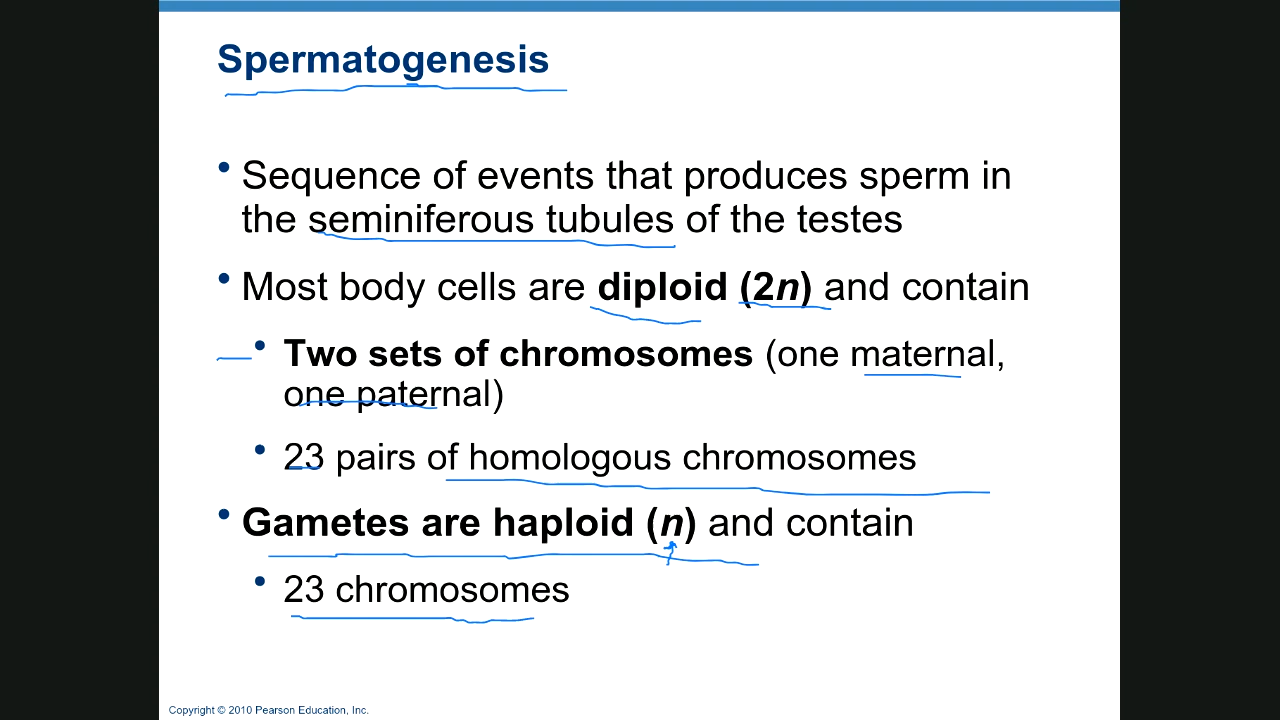 Spermatogenesis
• Sequence of events that produces sperm in
the seminiferous tubules of the testes
• Most body cells are diploid (2n) and contain
• Two sets of chromosomes (one maternal,
one paternal)
• 23 pairs of homologous chromosomes
• Gametes are haploid (n) and contain
• 23 chromosomes
Copyright © 2010 Pearson Education, Inc.